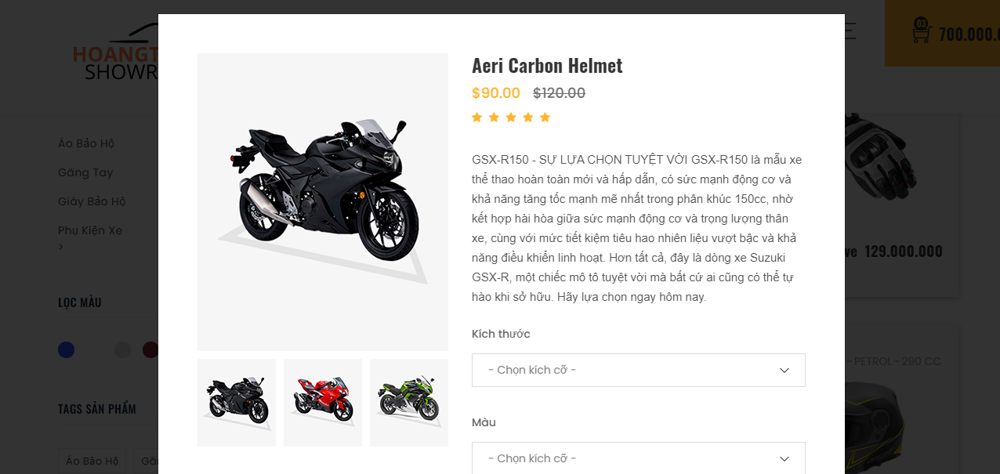 HOANGT
SHOWR
03
700.000.0
Áo Bảo Hộ
Găng Tay
Giày Bảo Hộ
Phụ Kiện Xe
LỌC MÀU
TAGS SẢN PHẨM
Áo Bảo Hộ
Gă
Aeri Carbon Helmet
$90.00 $120.00
GSX-R150 - SỰ LỰA CHỌN TUYỆT VỜI GSX-R150 là mẫu xe
thể thao hoàn toàn mới và hấp dẫn, có sức mạnh động cơ và
khả năng tăng tốc mạnh mẽ nhất trong phân khúc 150cc, nhờ
kết hợp hài hòa giữa sức mạnh động cơ và trọng lượng thân
xe, cùng với mức tiết kiệm tiêu hao nhiên liệu vượt bậc và khả
năng điều khiển linh hoạt. Hơn tất cả, đây là dòng xe Suzuki
GSX-R, một chiếc mô tô tuyệt vời mà bất cứ ai cũng có thể tự
hào khi sở hữu. Hãy lựa chọn ngay hôm nay.
Kích thước
- Chọn kích cỡ -
Màu
- Chọn kích cỡ -
ve 129.000.000
- PETROL - 290 CC